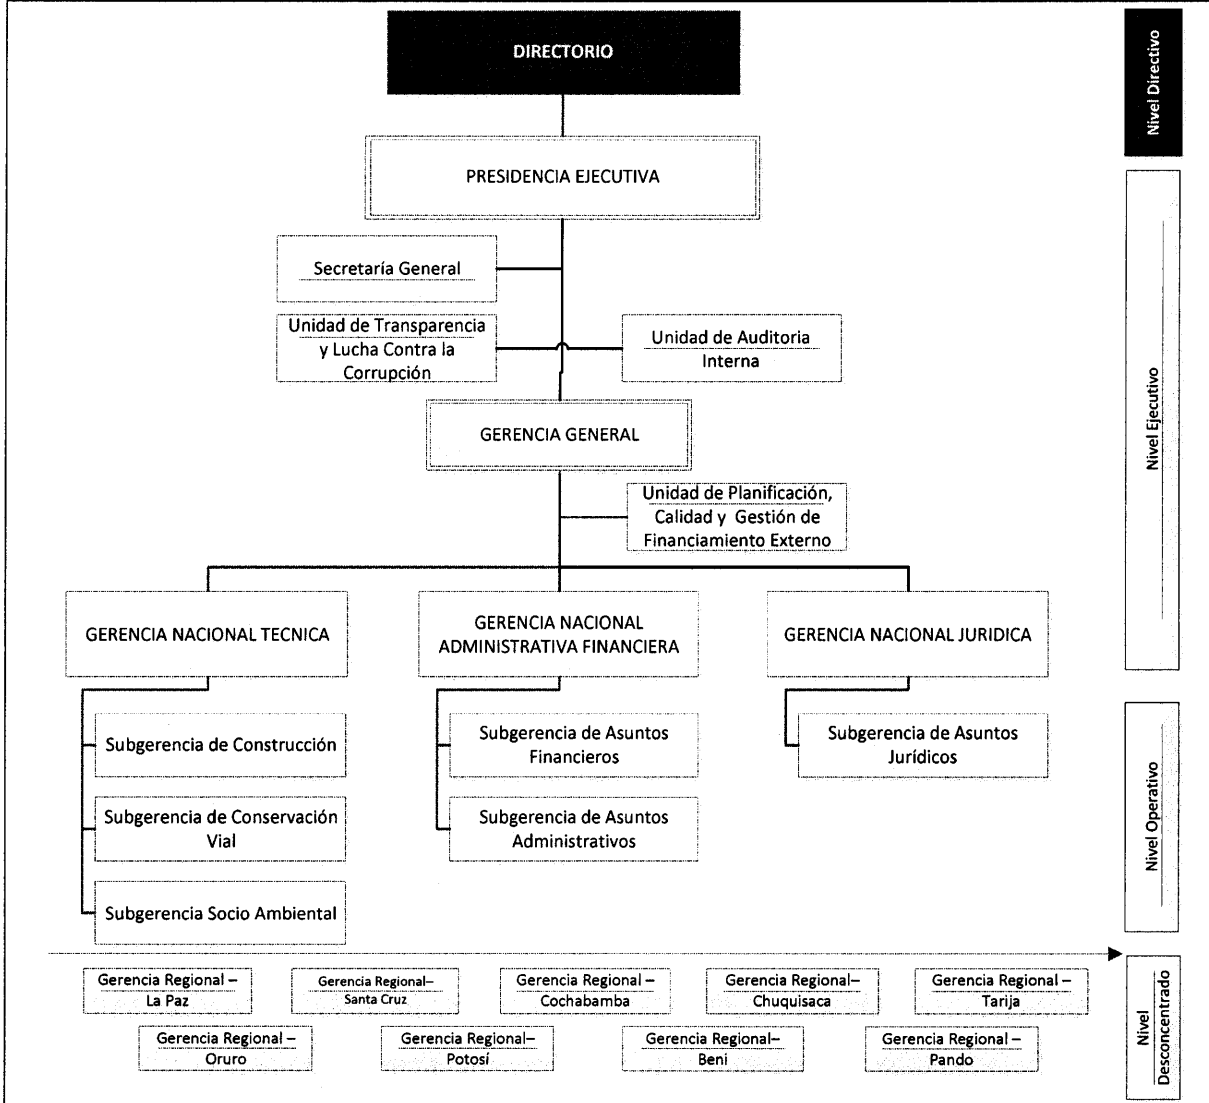 DIRECTORIO
Nivel Directivo
PRESIDENCIA EJECUTIVA
Secretaría General
Unidad de Transparencia
y Lucha Contra la
Corrupción
Unidad de Auditoria
Interna
Nivel Ejecutivo
GERENCIA GENERAL
Unidad de Planificación,
Calidad y Gestión de
Financiamiento Externo
GERENCIA NACIONAL TECNICA
GERENCIA NACIONAL
ADMINISTRATIVA FINANCIERA
GERENCIA NACIONAL JURIDICA
Subgerencia de Construcción
Subgerencia de Conservación
Vial
Subgerencia Socio Ambiental
Subgerencia de Asuntos
Financieros
Subgerencia de Asuntos
Administrativos
Subgerencia de Asuntos
Jurídicos
Nivel Operativo
Gerencia Regional –
La Paz
Gerencia Regional–
Santa Cruz
Gerencia Regional –
Cochabamba
Gerencia Regional–
Chuquisaca
Gerencia Regional –
Tarija
Gerencia Regional –
Oruro
Gerencia Regional–
Potosí
Gerencia Regional–
Beni
Gerencia Regional –
Pando
Nivel
Desconcentrado